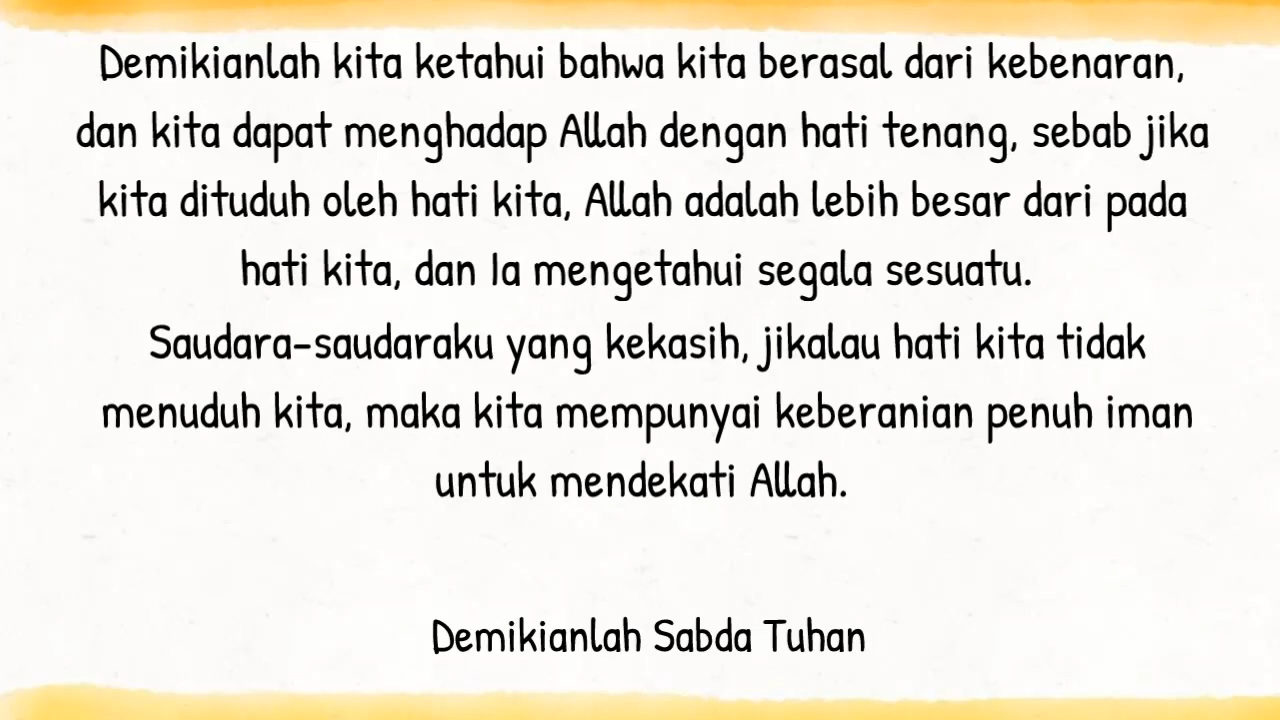 Demikianlah kita ketahui bahwa kita berasal dari kebenaran,
dan kita dapat menghadap Allah dengan hati tenang, sebab jika
kita dituduh oleh hati kita, Allah adalah lebih besar dari pada
hati kita, dan Ia mengetahui segala sesuatu.
Saudara-saudaraku yang kekasih, jikalau hati kita tidak
menuduh kita, maka kita mempunyai keberanian penuh iman
untuk mendekati Allah.
Demikianlah Sabda Tuhan